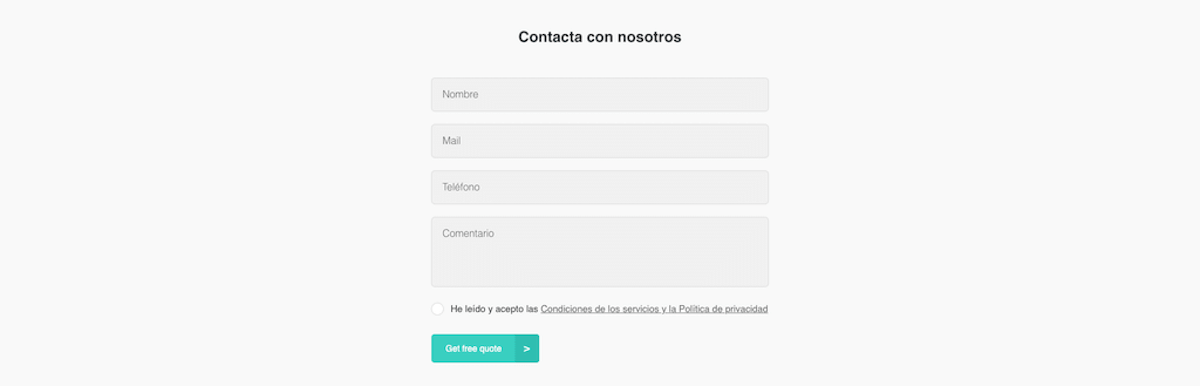 Contacta con nosotros
Nombre
Mail
Teléfono
Comentario
He leído y acepto las Condiciones de los servicios y la Política de privacidad
Get free quote >